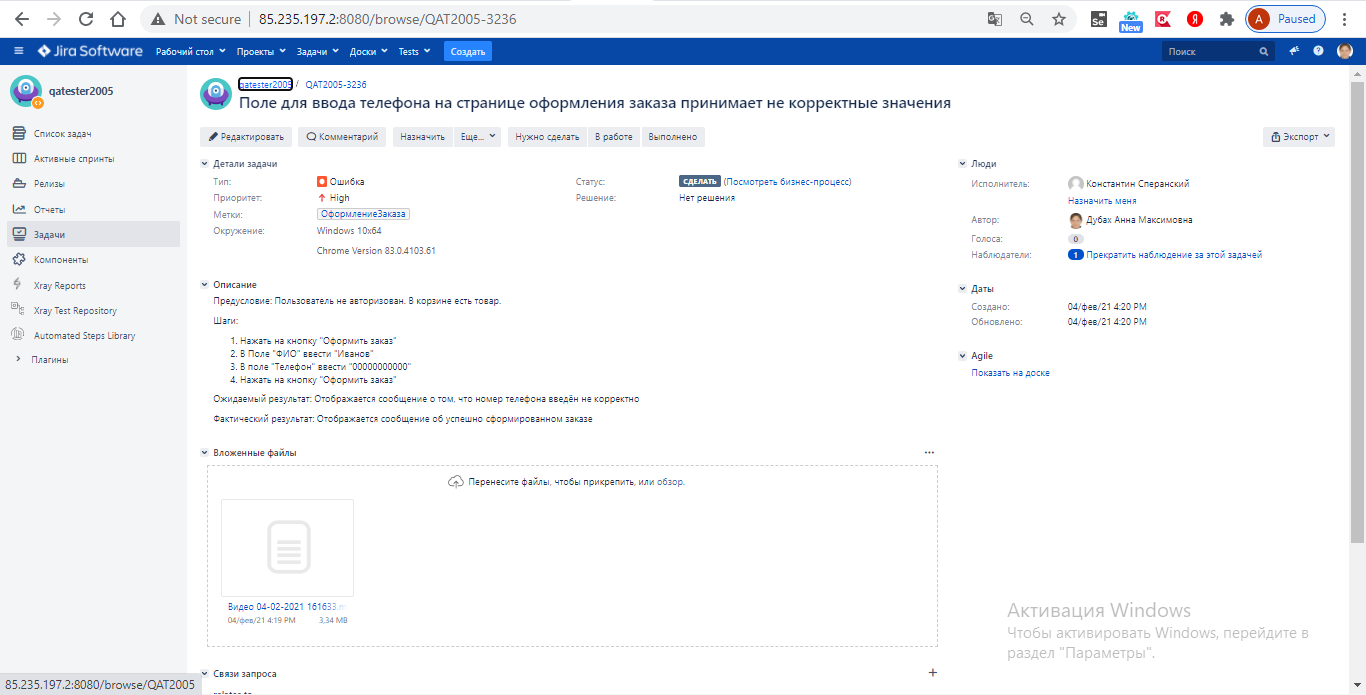 Not secure
85.235.197.2:8080/browse/QAT2005-3236
Se
New
Я
A
Paused
Jira Software
Рабочий стол
Проекты
Задачи
Доски
Tests
Создать
Поиск
qatester2005
Список задач
Активные спринты
Релизы
Отчеты
Задачи
Компоненты
Xray Reports
Xray Test Repository
Automated Steps Library
Плагины
qatester2005 / QAT2005-3236
Поле для ввода телефона на странице оформления заказа принимает не корректные значения
Редактировать
Комментарий
Назначить
Еще...
Нужно сделать
В работе
Выполнено
Экспорт
Детали задачи
Тип: Ошибка
Приоритет: High
Метки: ОформлениеЗаказа
Окружение: Windows 10x64
Chrome Version 83.0.4103.61
Статус: СДЕЛАТЬ (Посмотреть бизнес-процесс)
Решение: Нет решения
Описание
Предусловие: Пользователь не авторизован. В корзине есть товар.
Шаги:
1. Нажать на кнопку "Оформить заказ"
2. В Поле "ФИО" ввести "Иванов"
3. В поле "Телефон" ввести "00000000000"
4. Нажать на кнопку "Оформить заказ"
Ожидаемый результат: Отображается сообщение о том, что номер телефона введён не корректно
Фактический результат: Отображается сообщение об успешно сформированном заказе
Вложенные файлы
Перенесите файлы, чтобы прикрепить, или обзор.
Видео 04-02-2021 161633.
04/фев/21 4:19 PM 3,34 MB
Связи запроса
Люди
Исполнитель: Константин Сперанский
Назначить меня
Автор: Дубах Анна Максимовна
Голоса: 0
Наблюдатели: 1 Прекратить наблюдение за этой задачей
Даты
Создано: 04/фев/21 4:20 PM
Обновлено: 04/фев/21 4:20 PM
Agile
Показать на доске
Активация Windows
Чтобы активировать Windows, перейдите в
раздел "Параметры".
85.235.197.2:8080/browse/QAT2005